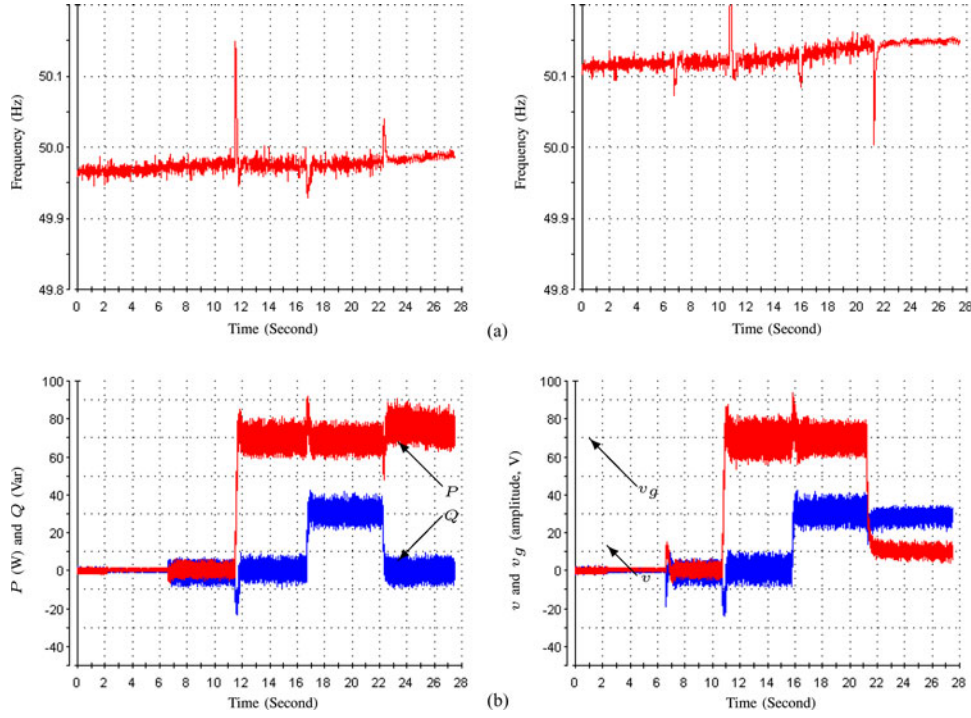 Frequency (Hz)
50.1
50.0
49.9
49.8
0 2 4 6 8 10 12 14 16 18 20 22 24 26 28
Time (Second)
Frequency (Hz)
50.1
50.0
49.9
49.8
0 2 4 6 8 10 12 14 16 18 20 22 24 26 28
Time (Second)
(a)
P (W) and Q (Var)
100
80
60
40
20
0
-20
-40
P
Q
0 2 4 6 8 10 12 14 16 18 20 22 24 26 28
Time (Second)
v and vg (amplitude, V)
100
80
60
40
20
0
-20
-40
vg
v
0 2 4 6 8 10 12 14 16 18 20 22 24 26 28
Time (Second)
(b)